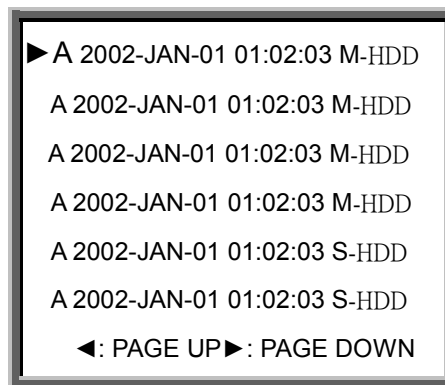 ►A 2002-JAN-01 01:02:03 M-HDD
A 2002-JAN-01 01:02:03 M-HDD
A 2002-JAN-01 01:02:03 M-HDD
A 2002-JAN-01 01:02:03 M-HDD
A 2002-JAN-01 01:02:03 S-HDD
A 2002-JAN-01 01:02:03 S-HDD
◄: PAGE UP►: PAGE DOWN